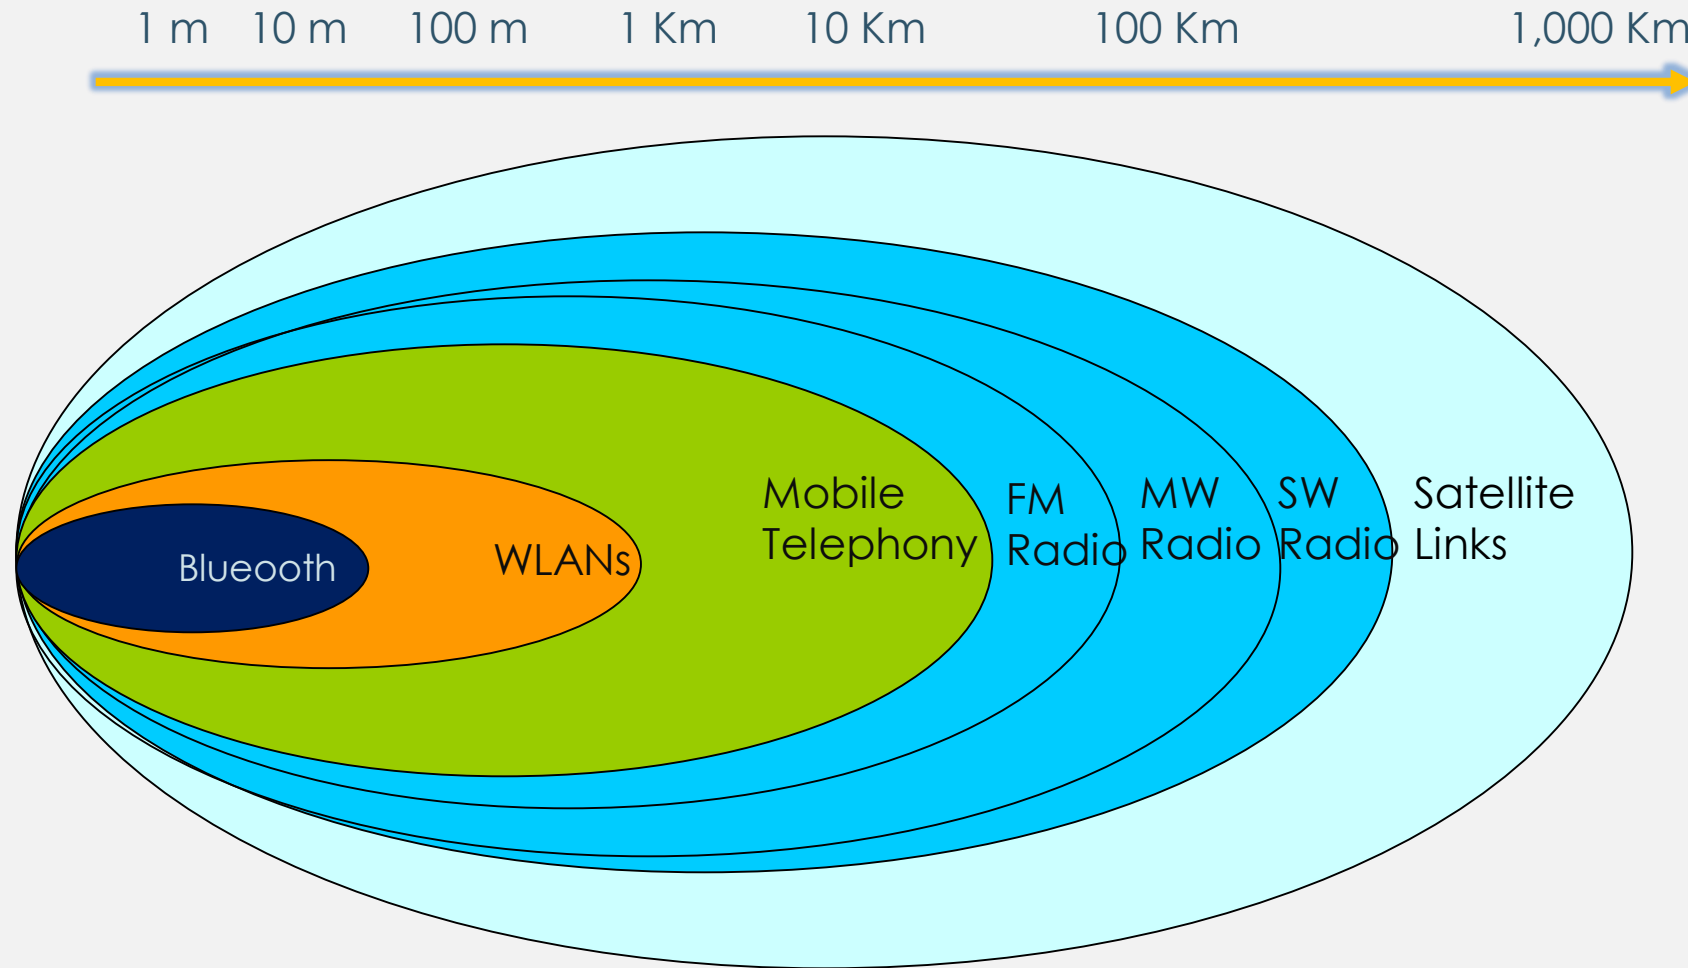 1 m 10 m 100 m 1 Km 10 Km 100 Km 1,000 Km
Blueooth
WLANs
Mobile
Telephony
FM
Radio
MW
Radio
SW
Radio
Satellite
Links